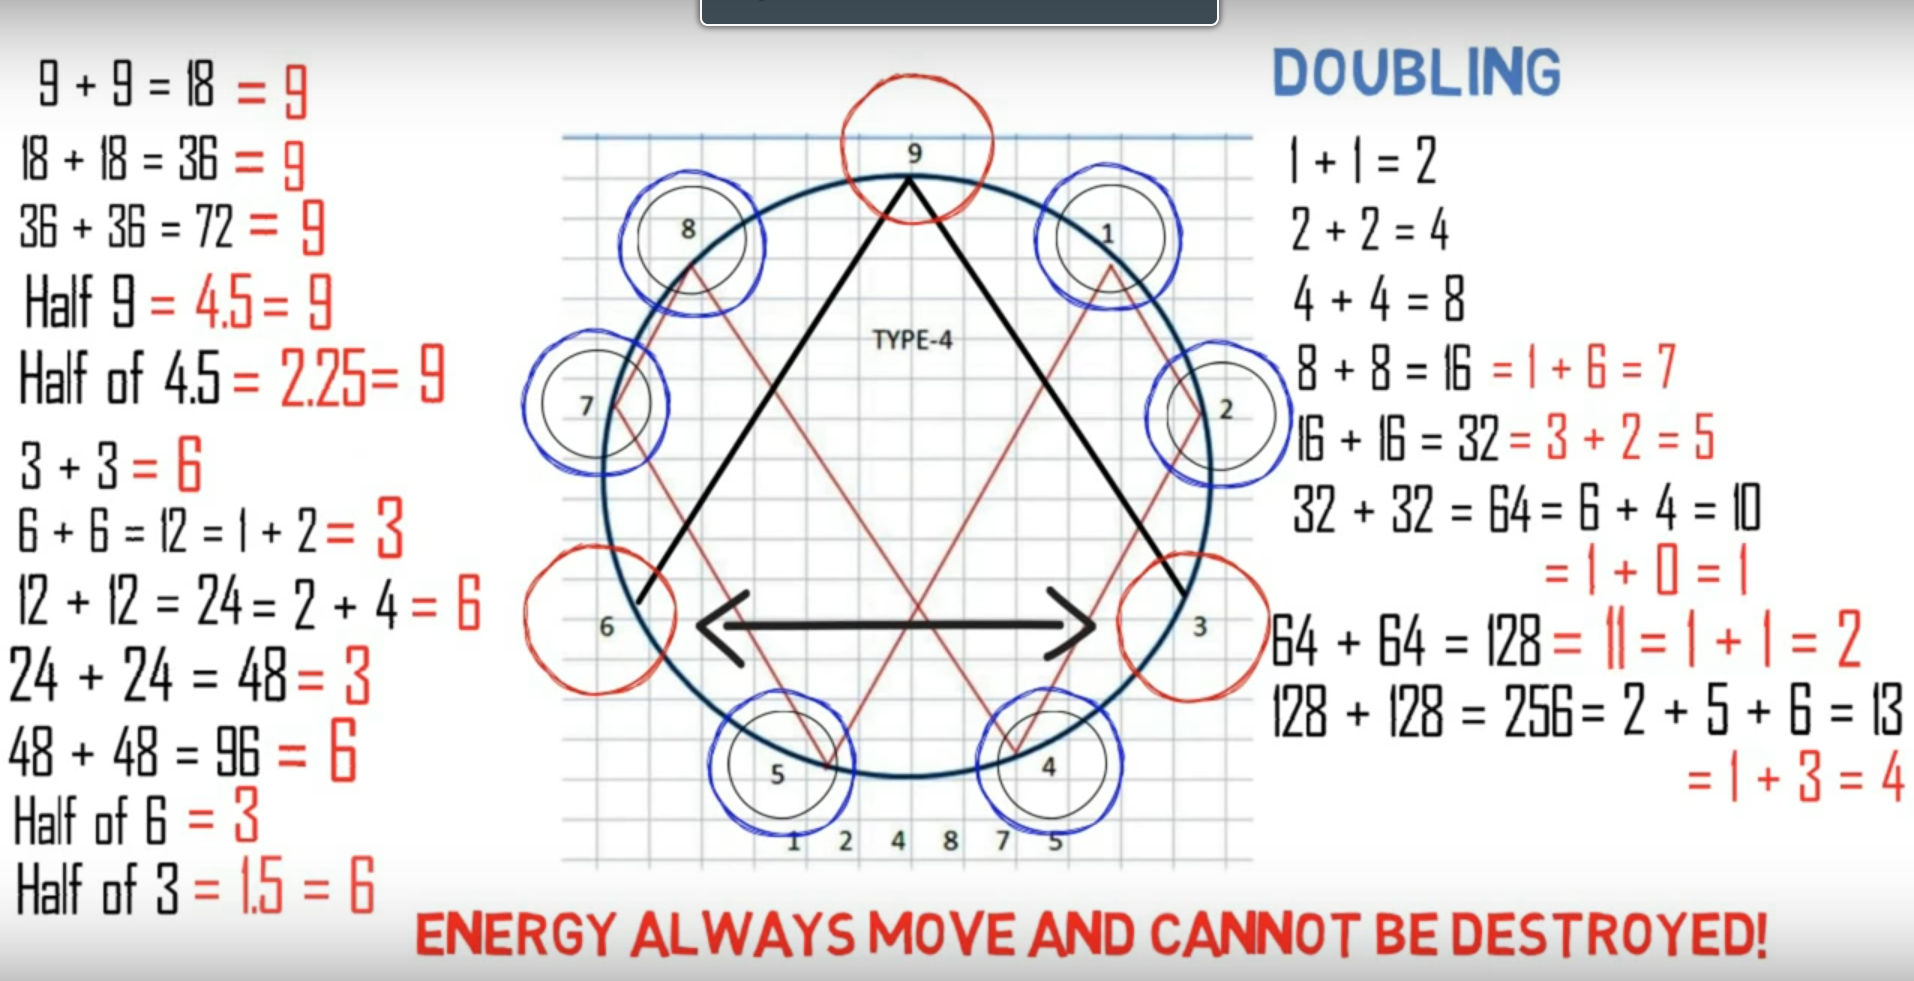 9 + 9 = 18 = 9
18 + 18 = 36 = 9
36 + 36 = 72 = 9
Half 9 = 4.5 = 9
Half of 4.5 = 2.25= 9
3 + 3 = 6
6 + 6 = 12 = 1 + 2 = 3
12 + 12 = 24 = 2 + 4 = 6
24 + 24 = 48 = 3
48 + 48 = 96 = 6
Half of 6 = 3
Half of 3 = 1.5 = 6
9
8
1
TYPE-4
7
2
6
3
5
4
1 2 4 8 7 5
DOUBLING
1 + 1 = 2
2 + 2 = 4
4 + 4 = 8
8 + 8 = 16 = 1 + 6 = 7
16 + 16 = 32 = 3 + 2 = 5
32 + 32 = 64 = 6 + 4 = 10
= 1 + 0 = 1
64 + 64 = 128 = 11 = 1 + 1 = 2
128 + 128 = 256 = 2 + 5 + 6 = 13
= 1 + 3 = 4
ENERGY ALWAYS MOVE AND CANNOT BE DESTROYED!